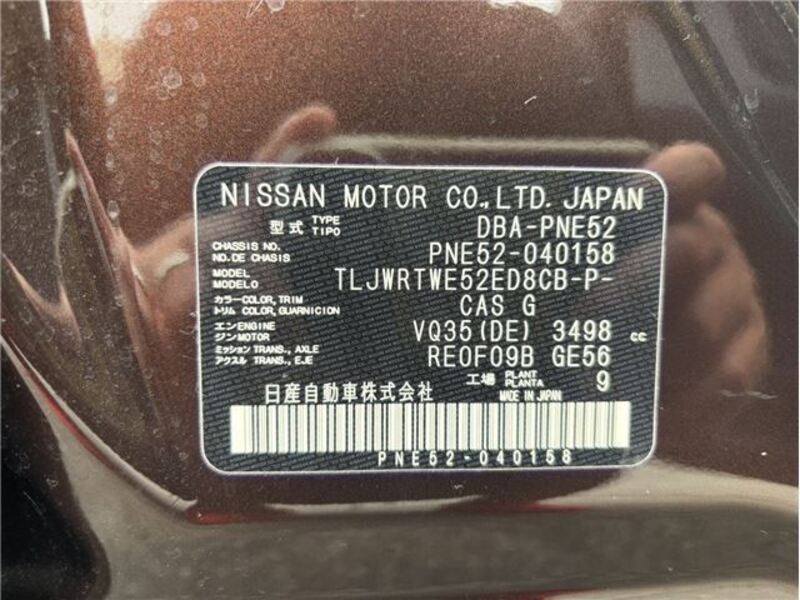 NISSAN MOTOR CO.,LTD. JAPAN
型式 TYPE TIPO DBA-PNE52
CHASSIS NO. NO. DE CHASIS PNE52-040158
MODEL MODELO TLJWRTWE52ED8CB-P-
カラー COLOR, TRIM トリム COLOR, GUARNICION CAS G
エンジン ENGINE MOTOR VQ35(DE) 3498 cc
ミッション TRANS., AXLE アクスル TRANS., EJE RE0F09B GE56
工場 PLANT PLANTA 9
日産自動車株式会社 MADE IN JAPAN
PNE52-040158